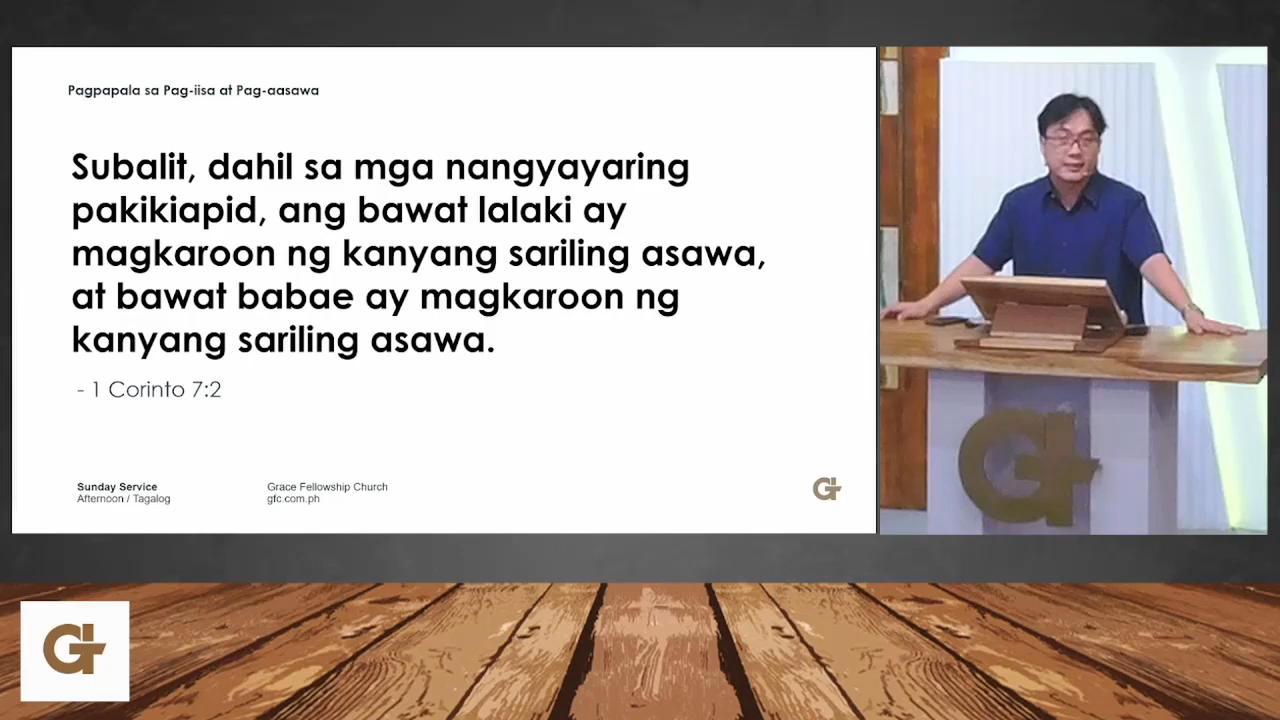 Pagpapala sa Pag-iisa at Pag-aasawa
Subalit, dahil sa mga nangyayaring
pakikiapid, ang bawat lalaki ay
magkaroon ng kanyang sariling asawa,
at bawat babae ay magkaroon ng
kanyang sariling asawa.
- 1 Corinto 7:2
Sunday Service
Afternoon / Tagalog
Grace Fellowship Church
gfc.com.ph